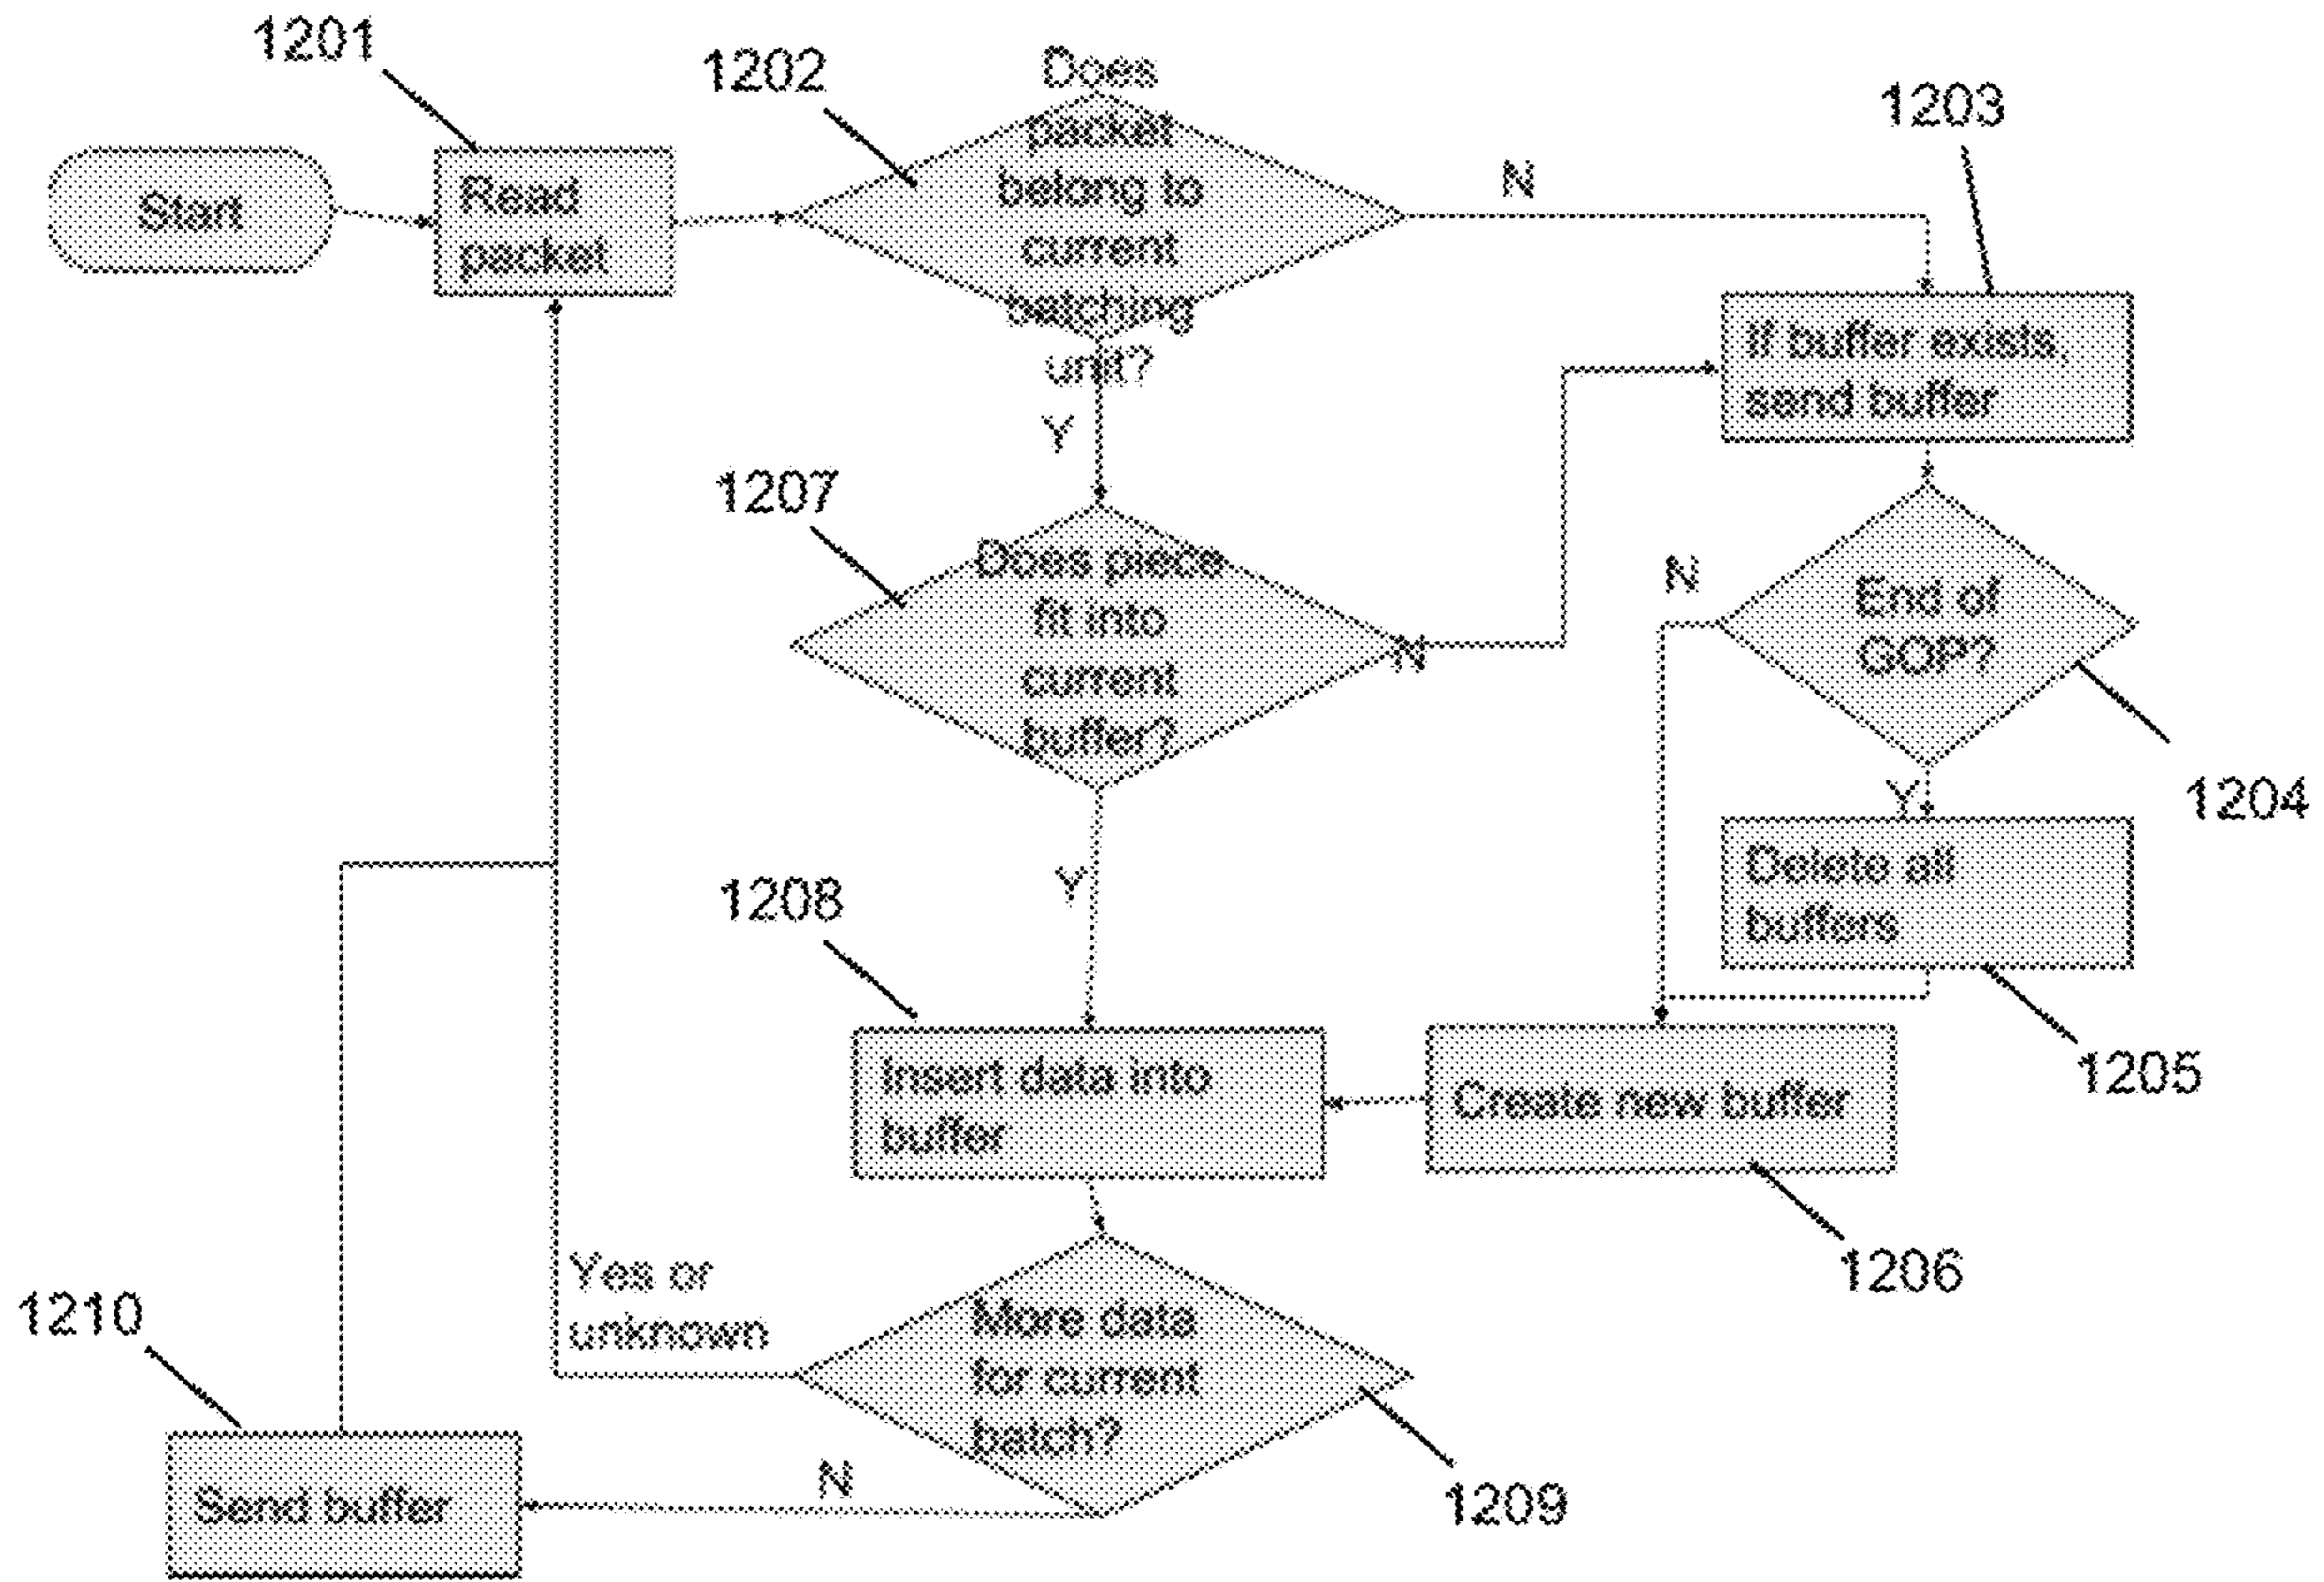 1201
1202
Does
packet
belong to
current
batching
unit?
1203
Start
Read
packet
N
If buffer exists,
send buffer
Y
1207
Does piece
fit into
current
buffer?
N
N
End of
GOP?
1204
Y
Delete all
buffers
1205
Y
1208
Insert data into
buffer
Create new buffer
1206
Yes or
unknown
More data
for current
batch?
1209
1210
N
Send buffer